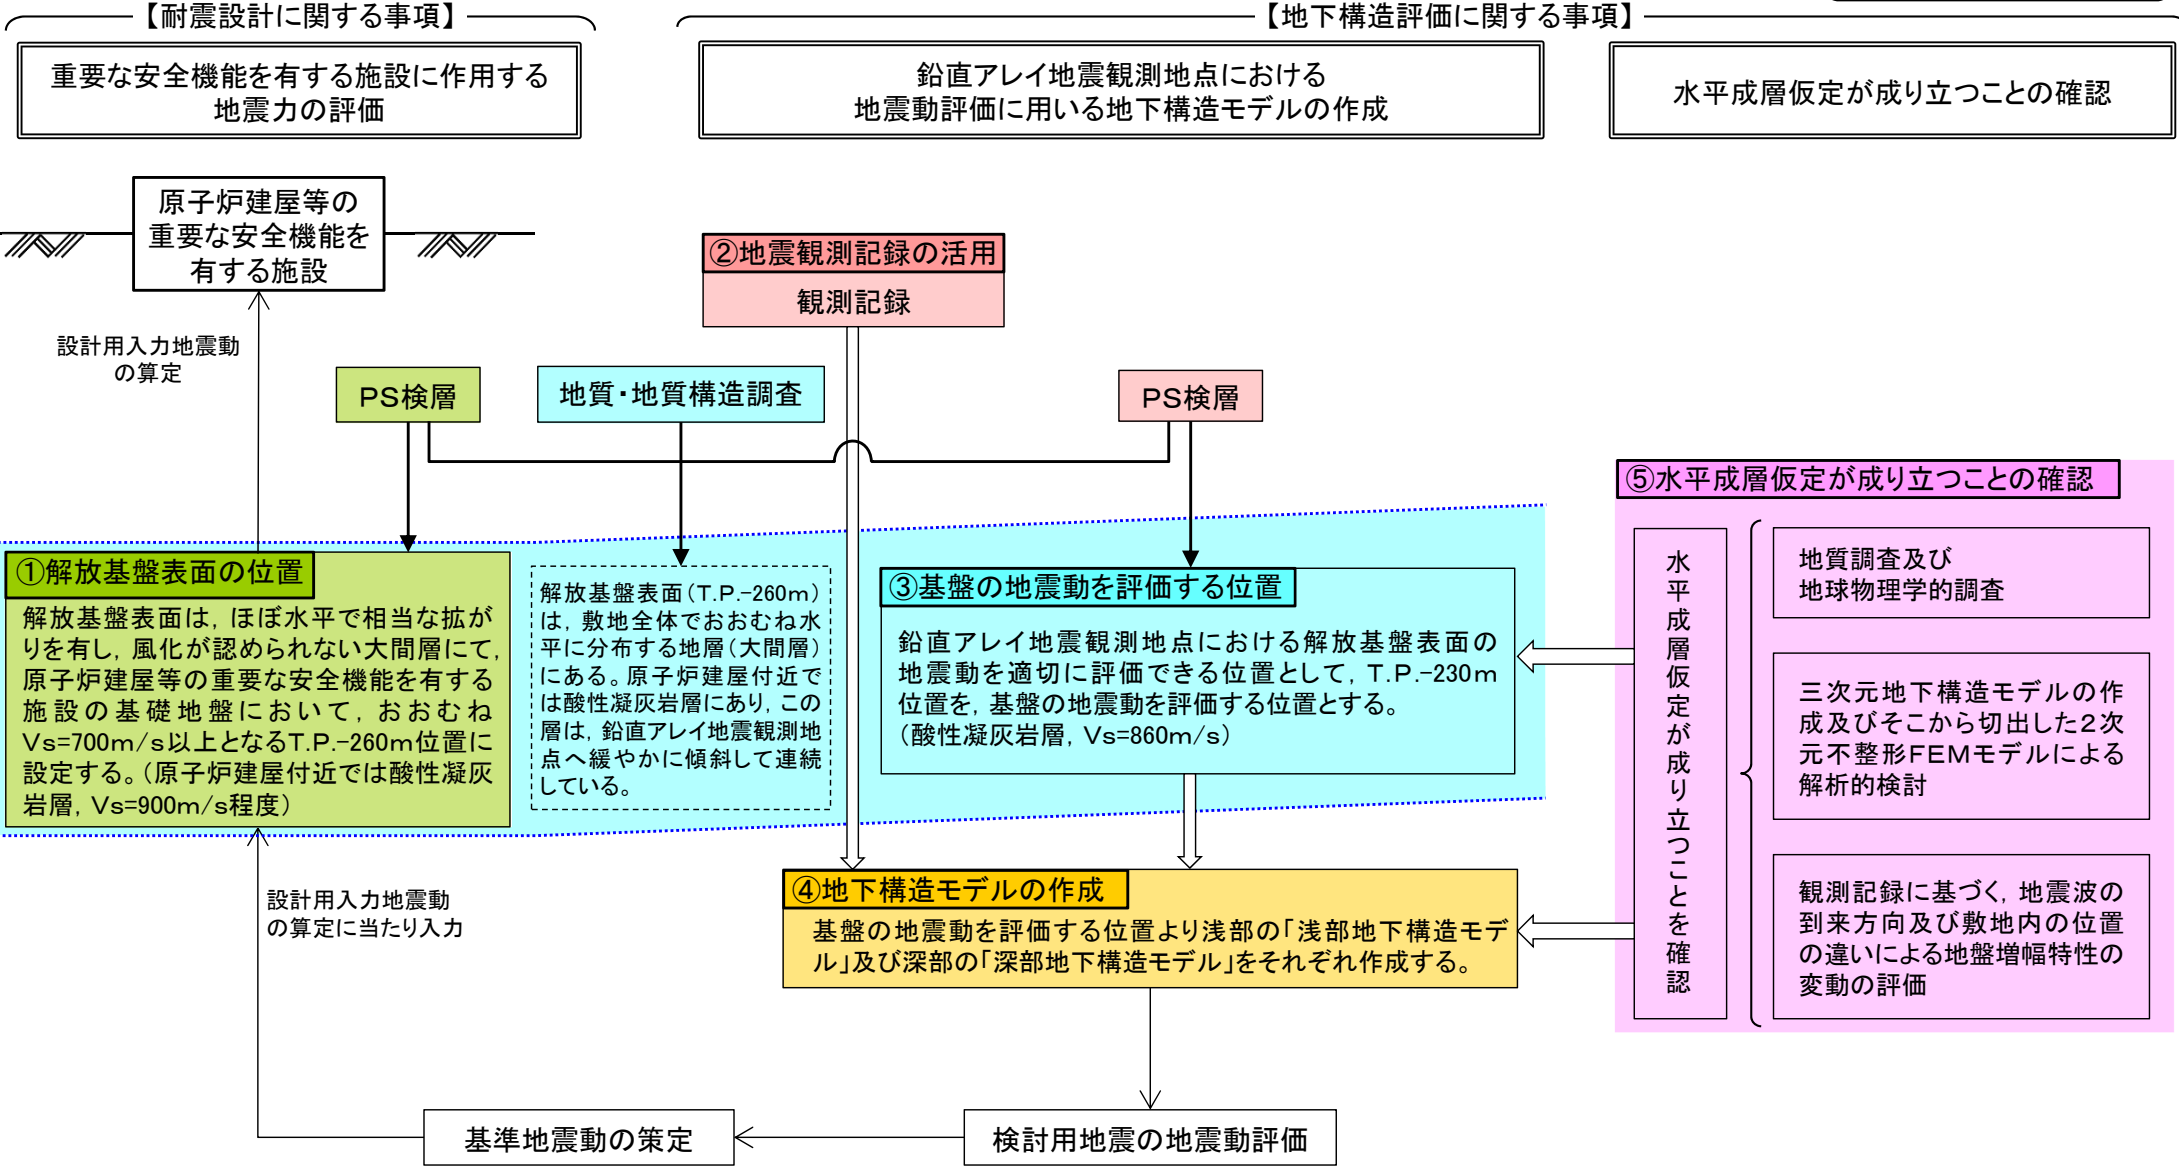 【耐震設計に関する事項】
【地下構造評価に関する事項】
重要な安全機能を有する施設に作用する
地震力の評価
鉛直アレイ地震観測地点における
地震動評価に用いる地下構造モデルの作成
水平成層仮定が成り立つことの確認
原子炉建屋等の
重要な安全機能を
有する施設
②地震観測記録の活用
観測記録
設計用入力地震動
の算定
PS検層
地質・地質構造調査
PS検層
①解放基盤表面の位置
解放基盤表面は，ほぼ水平で相当な拡が
りを有し，風化が認められない大間層にて，
原子炉建屋等の重要な安全機能を有する
施設の基礎地盤において，おおむね
Vs=700m/s以上となるT.P.-260m位置に
設定する。（原子炉建屋付近では酸性凝灰
岩層，Vs=900m/s程度）
解放基盤表面（T.P.-260m）
は，敷地全体でおおむね水
平に分布する地層（大間層）
にある。原子炉建屋付近で
は酸性凝灰岩層にあり，この
層は，鉛直アレイ地震観測地
点へ緩やかに傾斜して連続
している。
③基盤の地震動を評価する位置
鉛直アレイ地震観測地点における解放基盤表面の
地震動を適切に評価できる位置として，T.P.-230m
位置を，基盤の地震動を評価する位置とする。
（酸性凝灰岩層，Vs=860m/s）
⑤水平成層仮定が成り立つことの確認
水平成層仮定が成り立つことを確認
地質調査及び
地球物理学的調査
三次元地下構造モデルの作
成及びそこから切出した2次
元不整形FEMモデルによる
解析的検討
観測記録に基づく，地震波の
到来方向及び敷地内の位置
の違いによる地盤増幅特性の
変動の評価
④地下構造モデルの作成
基盤の地震動を評価する位置より浅部の「浅部地下構造モデ
ル」及び深部の「深部地下構造モデル」をそれぞれ作成する。
設計用入力地震動
の算定に当たり入力
基準地震動の策定
検討用地震の地震動評価